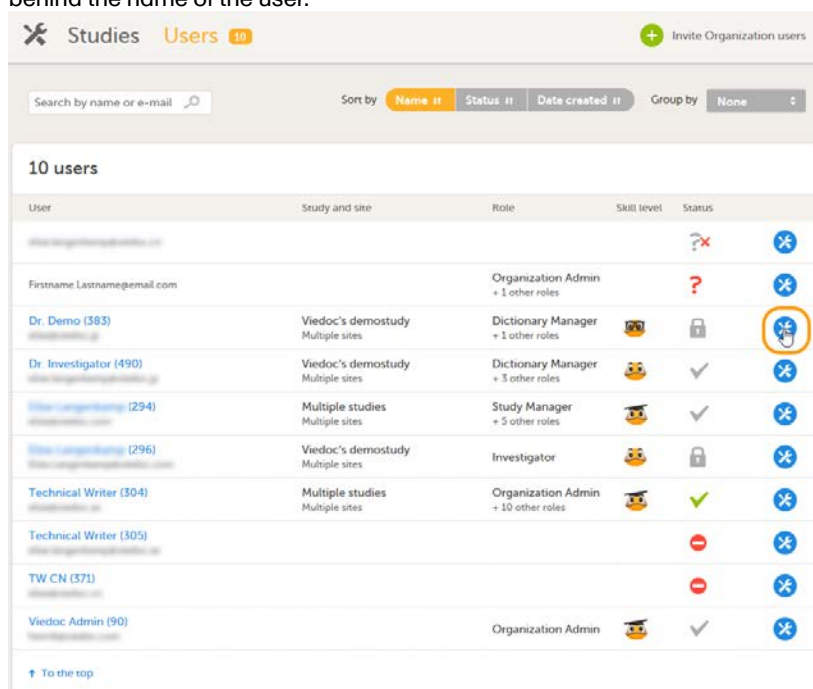 behind the name of the user.
Studies Users 10 Invite Organization users
Search by name or e-mail Sort by Name Status Date created Group by None
10 users
User Study and site Role Skill level Status
Firstname.Lastname@email.com Organization Admin
+ 1 other roles
Dr. Demo (383) Viedoc's demostudy Dictionary Manager
Multiple sites + 1 other roles
Dr. Investigator (490) Viedoc's demostudy Dictionary Manager
Multiple sites + 3 other roles
(294) Multiple studies Study Manager
Multiple sites + 5 other roles
(296) Viedoc's demostudy Investigator
Multiple sites
Technical Writer (304) Multiple studies Organization Admin
Multiple sites + 10 other roles
Technical Writer (305)
TW CN (371)
Viedoc Admin (90) Organization Admin
↑ To the top